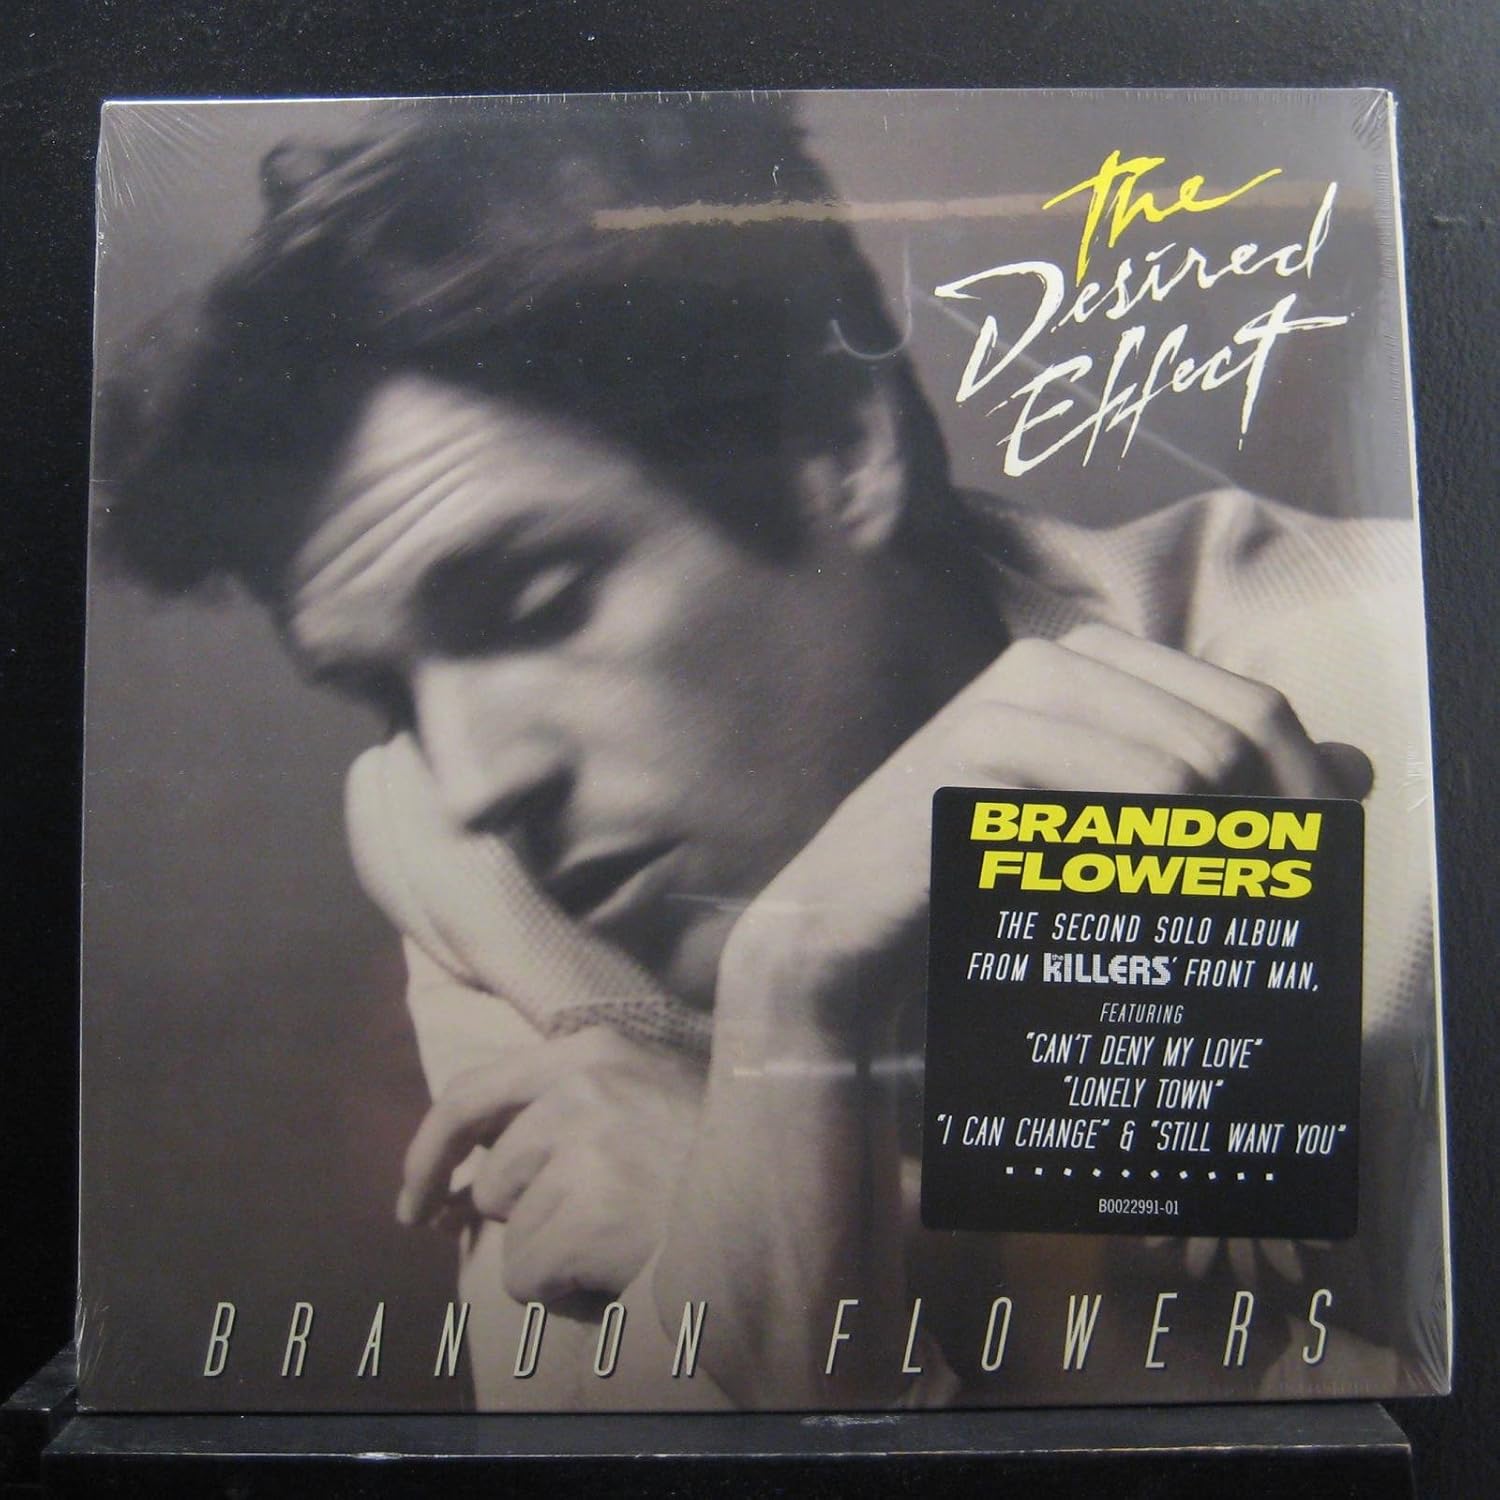 the
Desired
Effect
BRANDON
FLOWERS
THE SECOND SOLO ALBUM
FROM the KILLERS' FRONT MAN,
FEATURING
"CAN'T DENY MY LOVE"
"LONELY TOWN"
"I CAN CHANGE" & "STILL WANT YOU"
B0022991-01
BRANDON FLOWERS